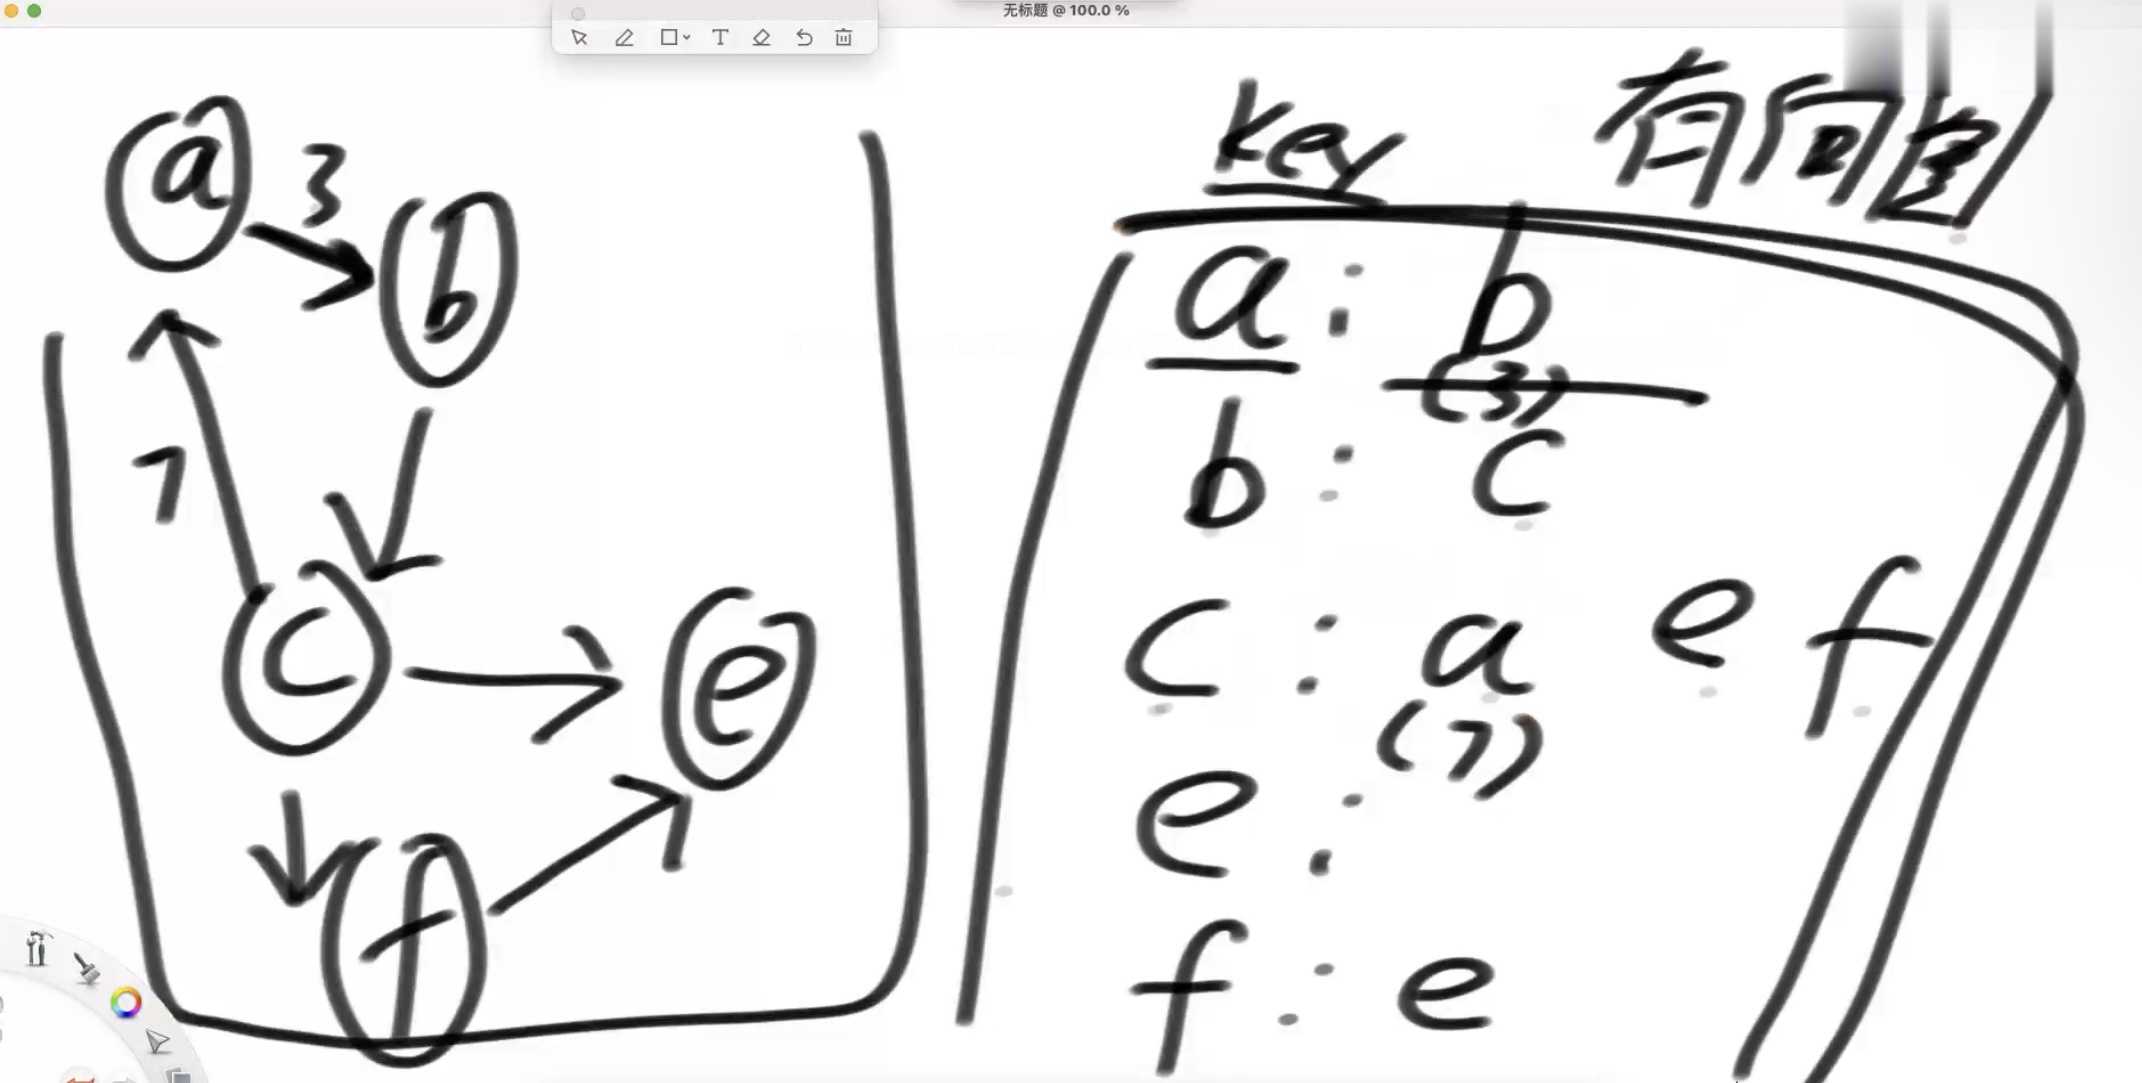 无标题 @ 100.0 %
T
key 有向图
a 3
b
7
c
e
f
a : b
(3)
b : c
c : a e f
(7)
e :
f : e